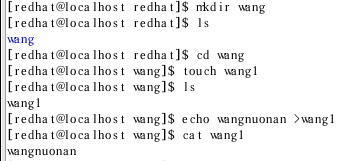 [redhat@localhost redhat]$ mkdir wang
[redhat@localhost redhat]$ ls
wang
[redhat@localhost redhat]$ cd wang
[redhat@localhost wang]$ touch wang1
[redhat@localhost wang]$ ls
wang1
[redhat@localhost wang]$ echo wangnuonan >wang1
[redhat@localhost wang]$ cat wang1
wangnuonan